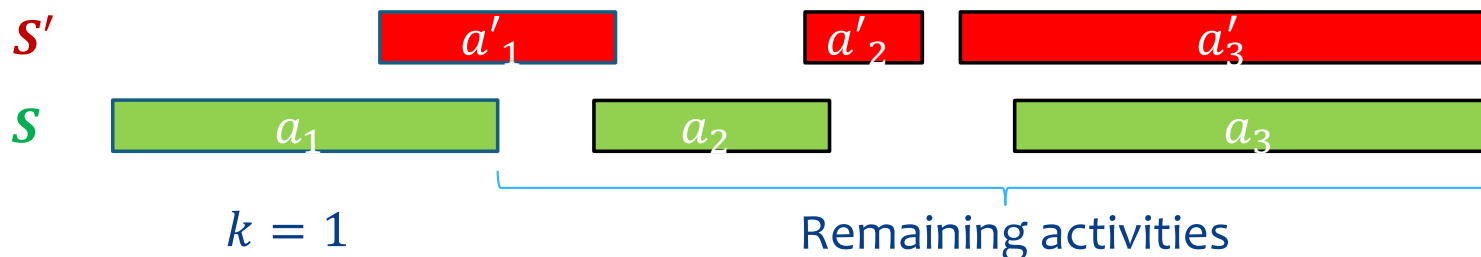 S′ a′₁ a′₂ a′₃
S a₁ a₂ a₃
k = 1 Remaining activities